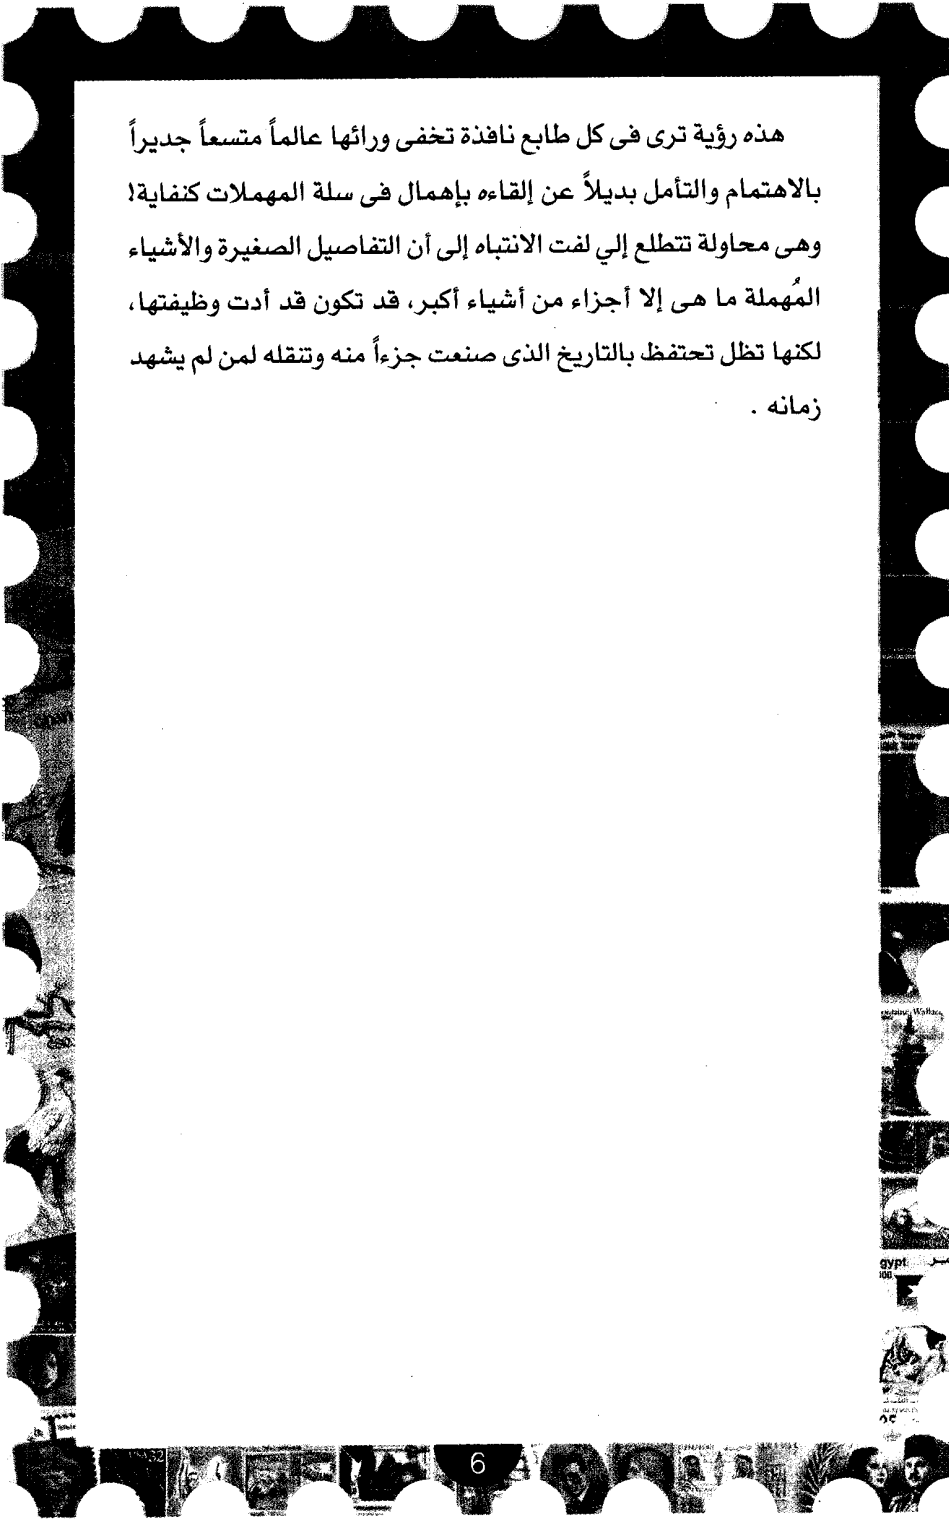 هذه رؤية ترى فى كل طابع نافذة تخفى ورائها عالماً متسعاً جديراً
بالاهتمام والتأمل بديلاً عن إلقاءه بإهمال فى سلة المهملات كنفاية!
وهى محاولة تتطلع إلي لفت الانتباه إلى أن التفاصيل الصغيرة والأشياء
المُهملة ما هى إلا أجزاء من أشياء أكبر، قد تكون قد أدت وظيفتها،
لكنها تظل تحتفظ بالتاريخ الذى صنعت جزءاً منه وتنقله لمن لم يشهد
زمانه .
gypt
6